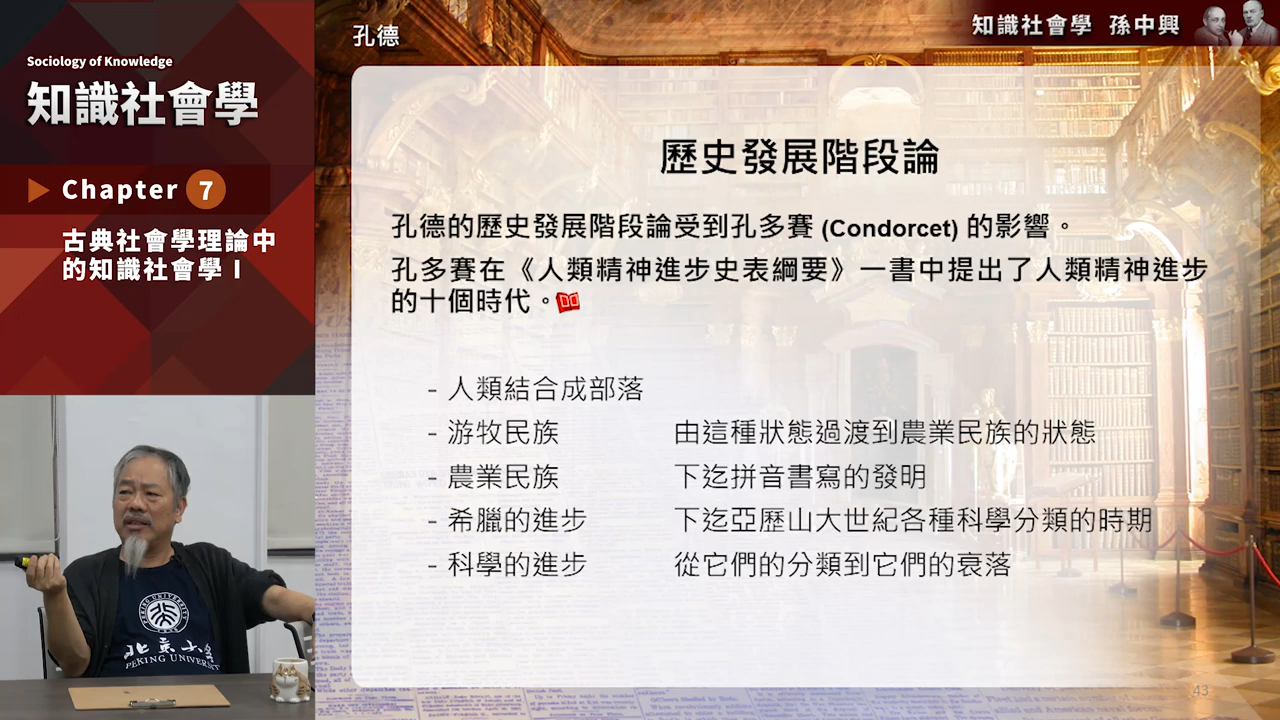 Sociology of Knowledge
知識社會學
Chapter 7
古典社會學理論中
的知識社會學 I
孔德
知識社會學 孫中興
歷史發展階段論
孔德的歷史發展階段論受到孔多賽 (Condorcet) 的影響。
孔多賽在《人類精神進步史表綱要》一書中提出了人類精神進步
的十個時代。
- 人類結合成部落
- 游牧民族 由這種狀態過渡到農業民族的狀態
- 農業民族 下迄拼音書寫的發明
- 希臘的進步 下迄亞歷山大世紀各種科學分類的時期
- 科學的進步 從它們的分類到它們的衰落
北京大學
PEKING UNIVERSITY
43